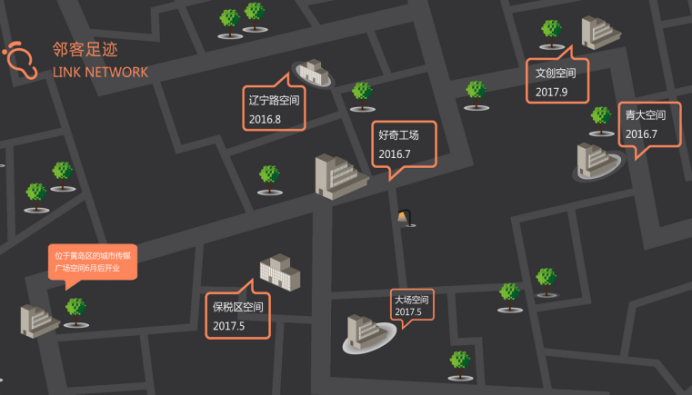 邻客足迹
LINK NETWORK
文创空间
2017.9
辽宁路空间
2016.8
青大空间
2016.7
好奇工场
2016.7
位于黄岛区的城市传媒
广场空间6月后开业
保税区空间
2017.5
大场空间
2017.5